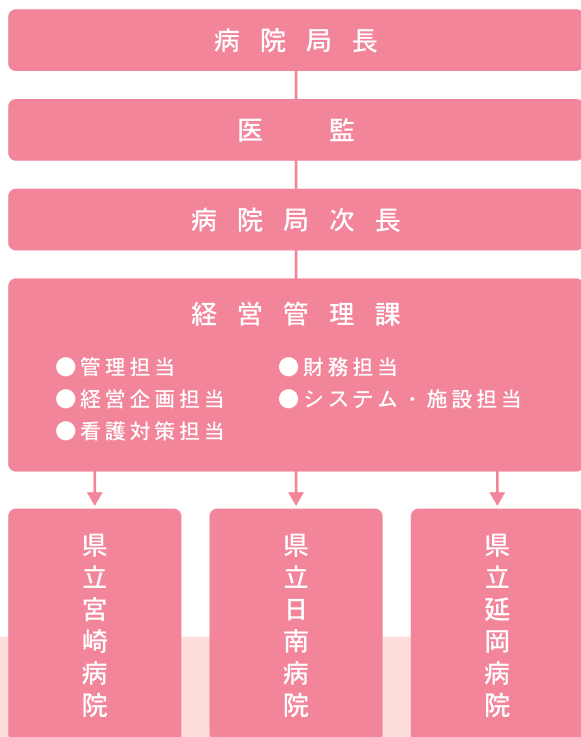 病院局長
医監
病院局次長
経営管理課
●管理担当
●財務担当
●経営企画担当
●システム・施設担当
●看護対策担当
県立宮崎病院
県立日南病院
県立延岡病院